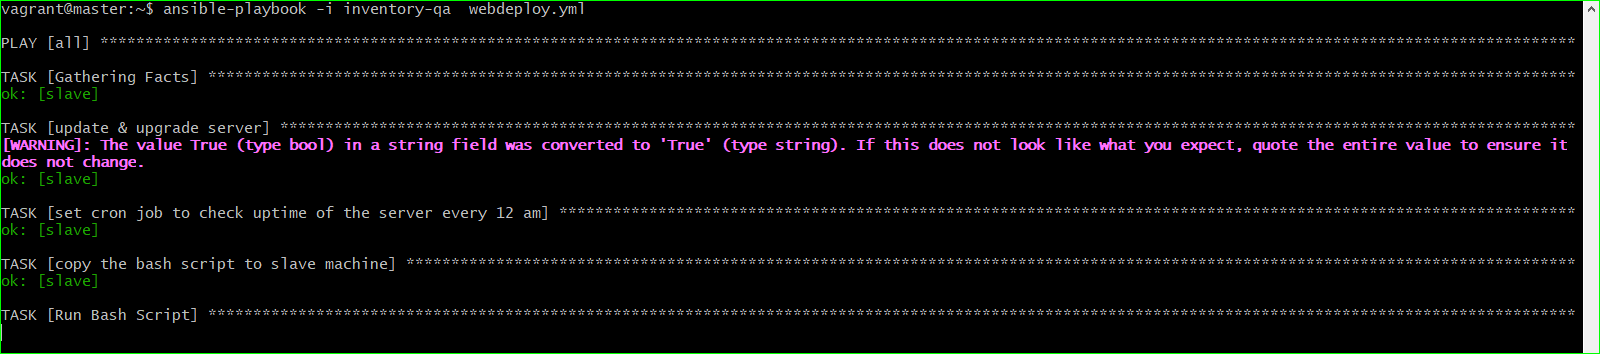 vagrant@master:~$ ansible-playbook -i inventory-qa  webdeploy.yml
PLAY [all] ********************************************************************************************************************************************************************
TASK [Gathering Facts] ********************************************************************************************************************************************************
ok: [slave]
TASK [update & upgrade server] ************************************************************************************************************************************************
[WARNING]: The value True (type bool) in a string field was converted to 'True' (type string). If this does not look like what you expect, quote the entire value to ensure it
does not change.
ok: [slave]
TASK [set cron job to check uptime of the server every 12 am] *****************************************************************************************************************
ok: [slave]
TASK [copy the bash script to slave machine] **********************************************************************************************************************************
ok: [slave]
TASK [Run Bash Script] ********************************************************************************************************************************************************